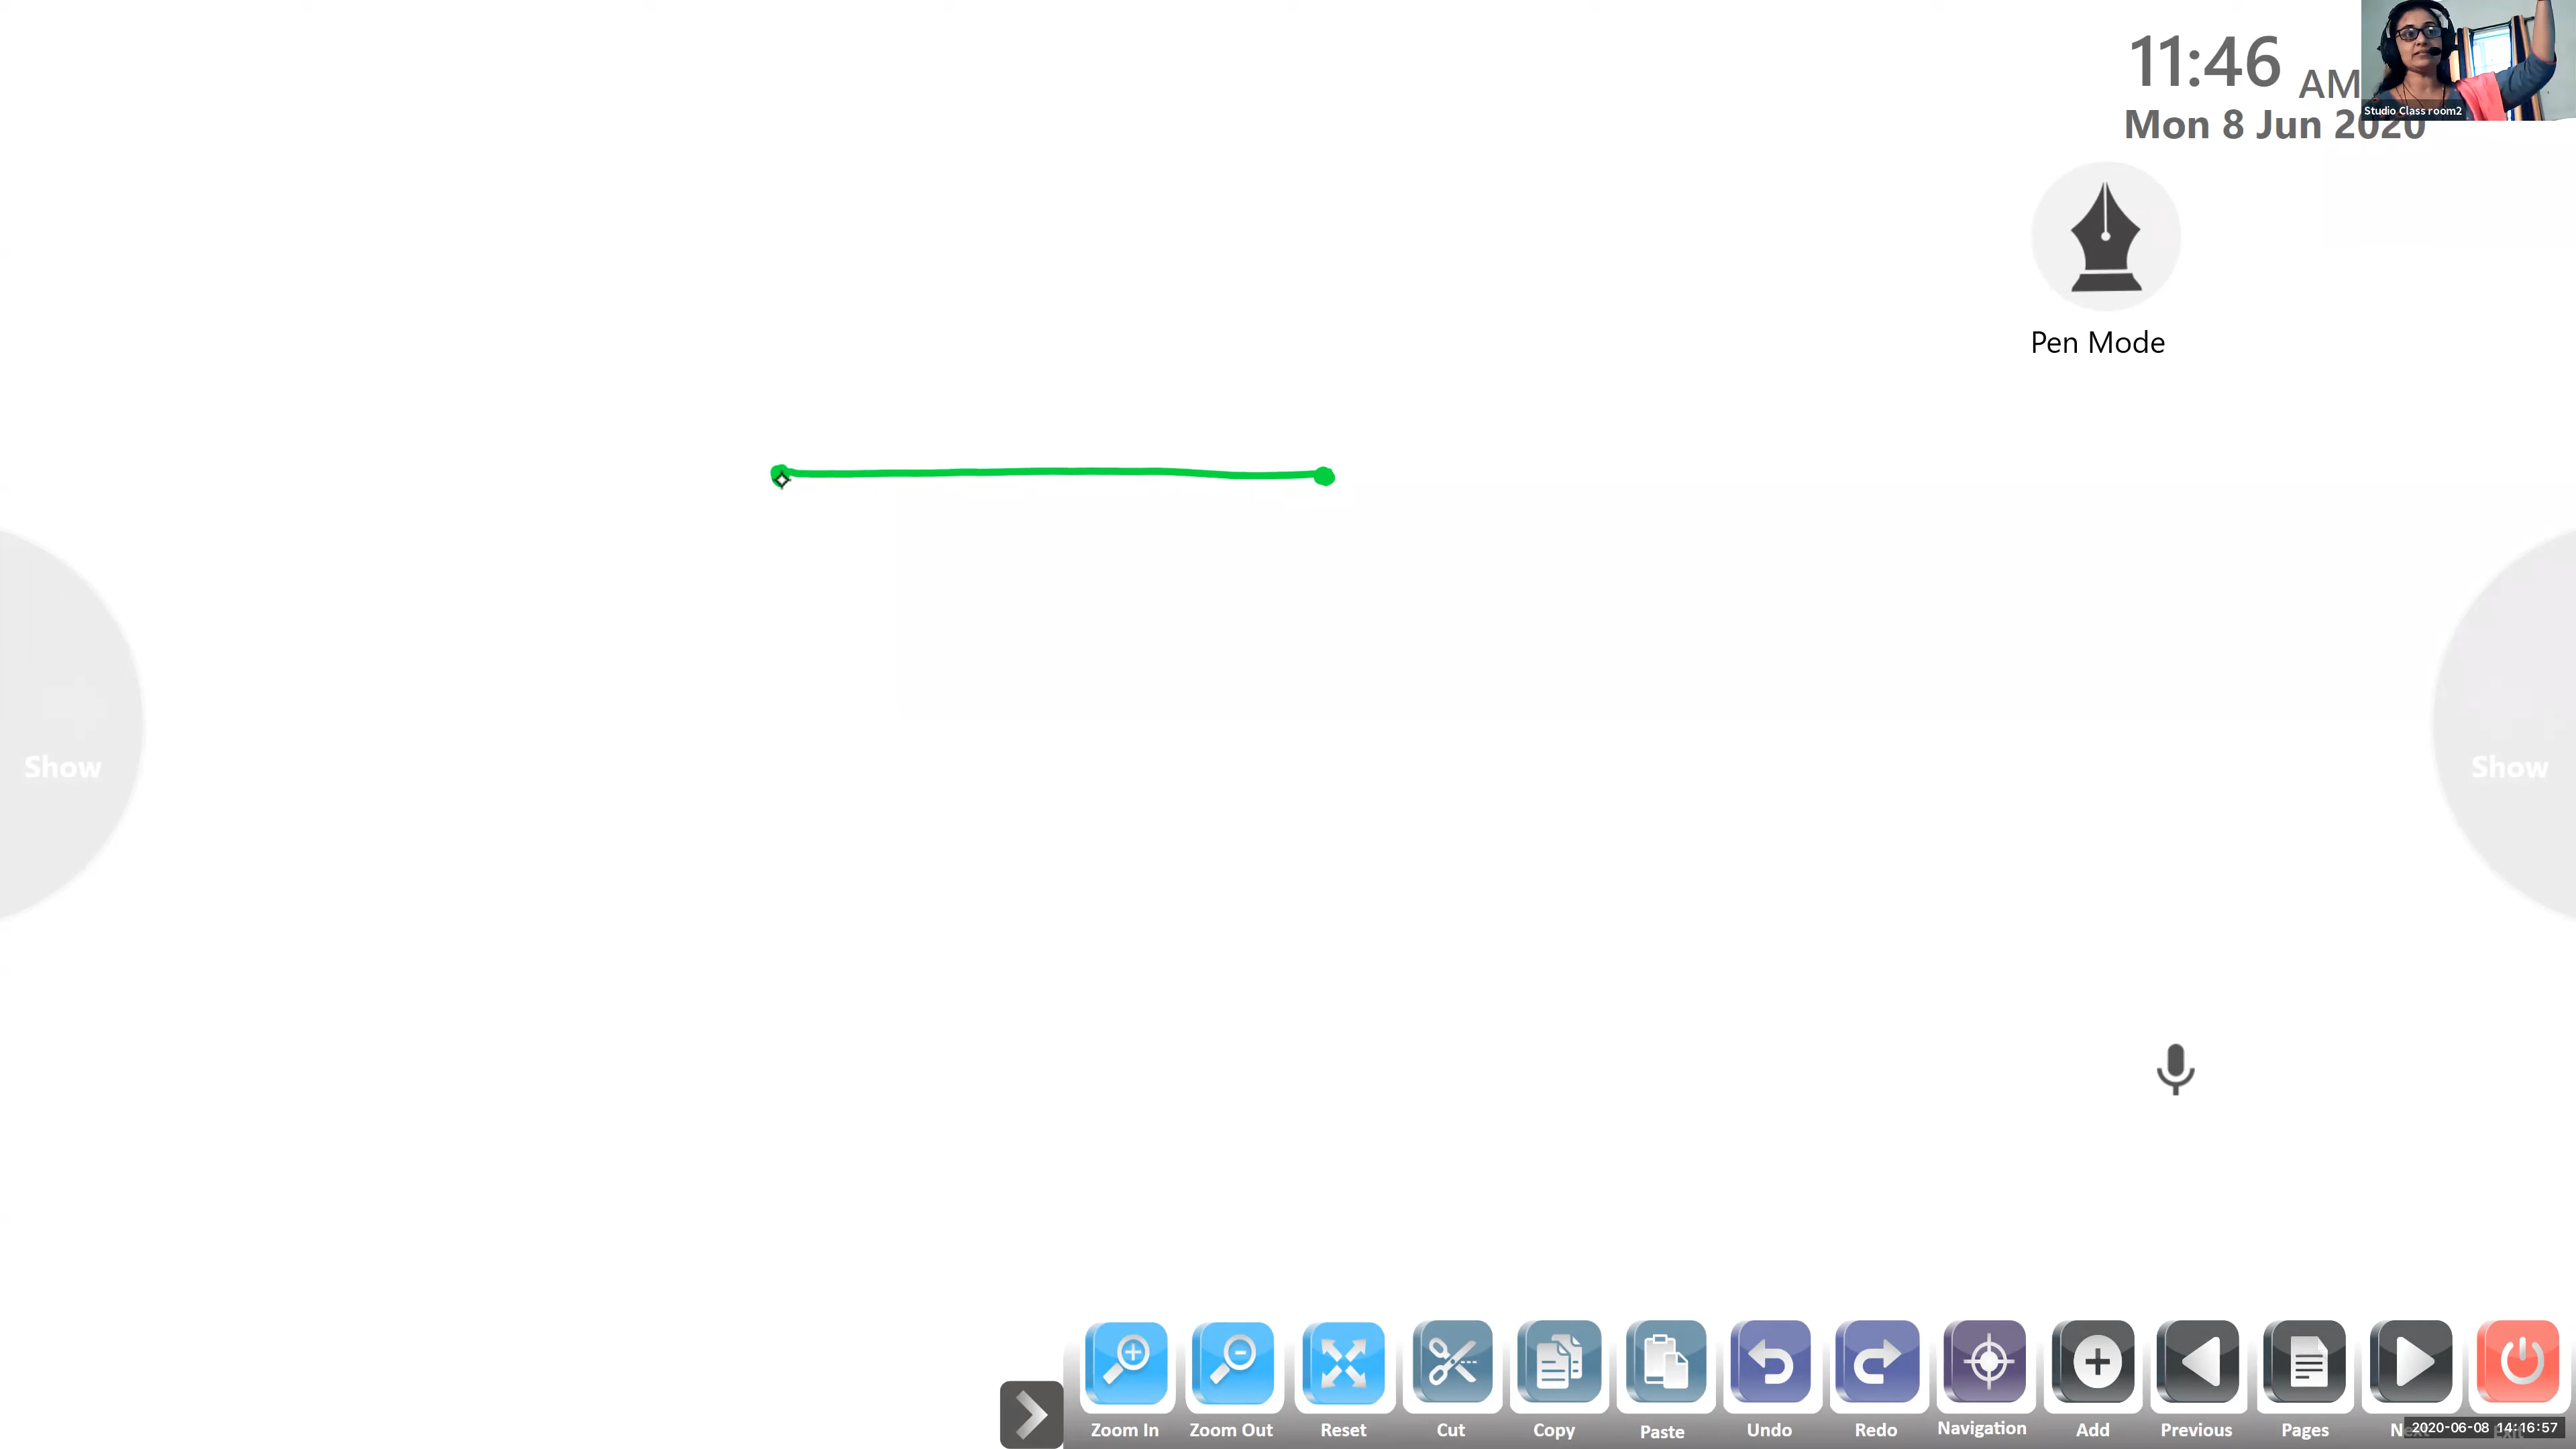 11:46 AM
Mon 8 Jun 2020
Studio Class room2
Pen Mode
Show
Show
Zoom In Zoom Out Reset Cut Copy Paste Undo Redo Navigation Add Previous Pages
2020-06-08 14:16:57